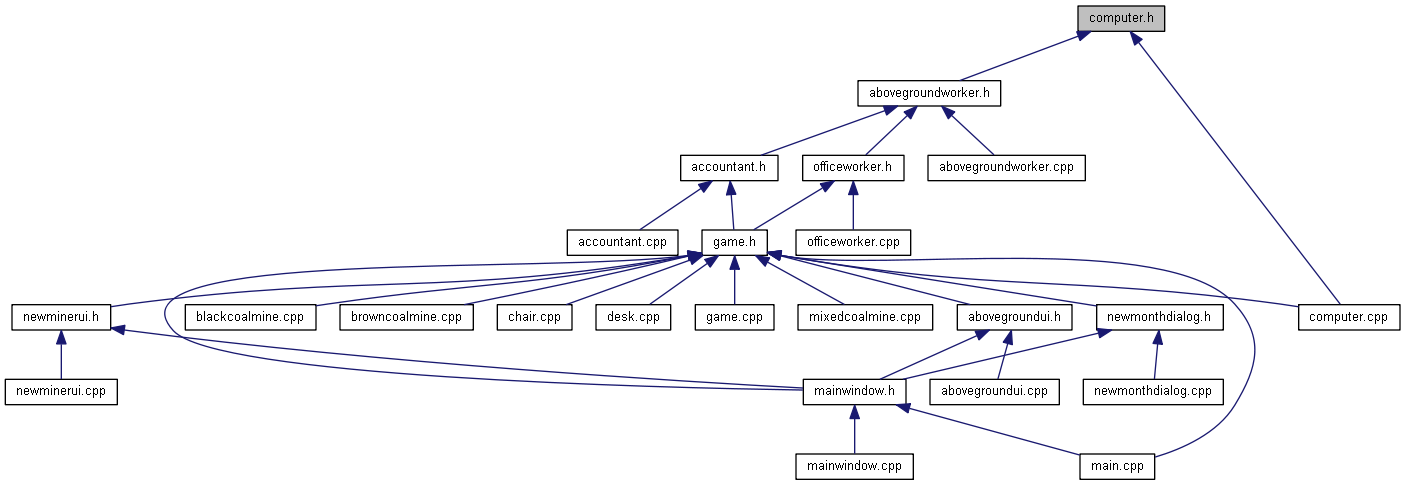 computer.h
abovegroundworker.h
accountant.h
officeworker.h
abovegroundworker.cpp
accountant.cpp
game.h
officeworker.cpp
newminerui.h
blackcoalmine.cpp
browncoalmine.cpp
chair.cpp
desk.cpp
game.cpp
mixedcoalmine.cpp
abovegroundui.h
newmonthdialog.h
computer.cpp
newminerui.cpp
mainwindow.h
abovegroundui.cpp
newmonthdialog.cpp
mainwindow.cpp
main.cpp